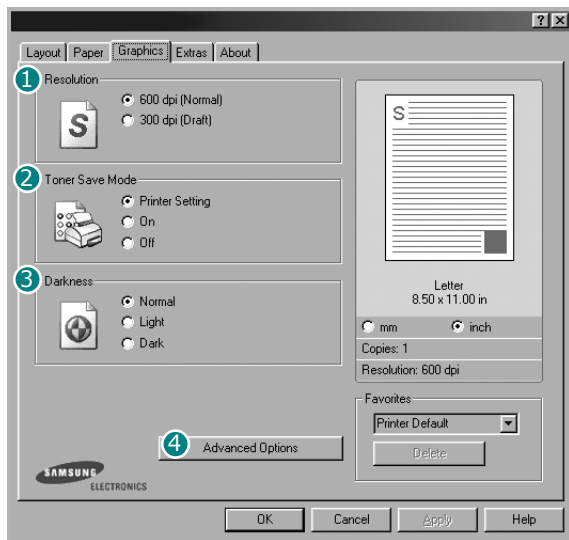 ? ×
Layout Paper Graphics Extras About
1 Resolution
600 dpi (Normal)
300 dpi (Draft)
S
2 Toner Save Mode
Printer Setting
On
Off
3 Darkness
Normal
Light
Dark
4 Advanced Options
SAMSUNG
ELECTRONICS
S
Letter
8.50 x 11.00 in
mm inch
Copies: 1
Resolution: 600 dpi
Favorites
Printer Default
Delete
OK Cancel Apply Help